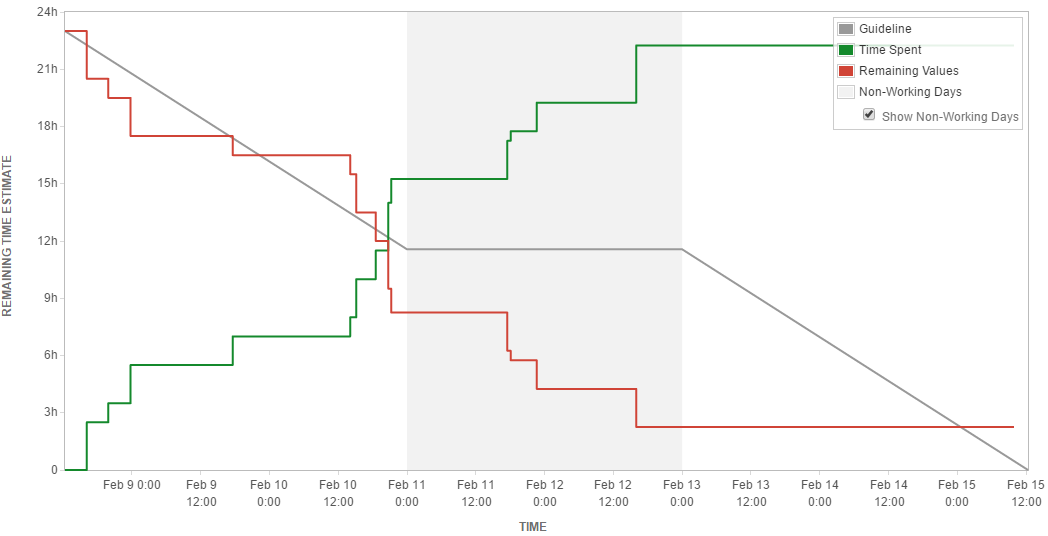 24h
21h
18h
15h
12h
9h
6h
3h
0
REMAINING TIME ESTIMATE
Guideline
Time Spent
Remaining Values
Non-Working Days
Show Non-Working Days
Feb 9 0:00
Feb 9
12:00
Feb 10
0:00
Feb 10
12:00
Feb 11
0:00
Feb 11
12:00
Feb 12
0:00
Feb 12
12:00
Feb 13
0:00
Feb 13
12:00
Feb 14
0:00
Feb 14
12:00
Feb 15
0:00
Feb 15
12:00
TIME